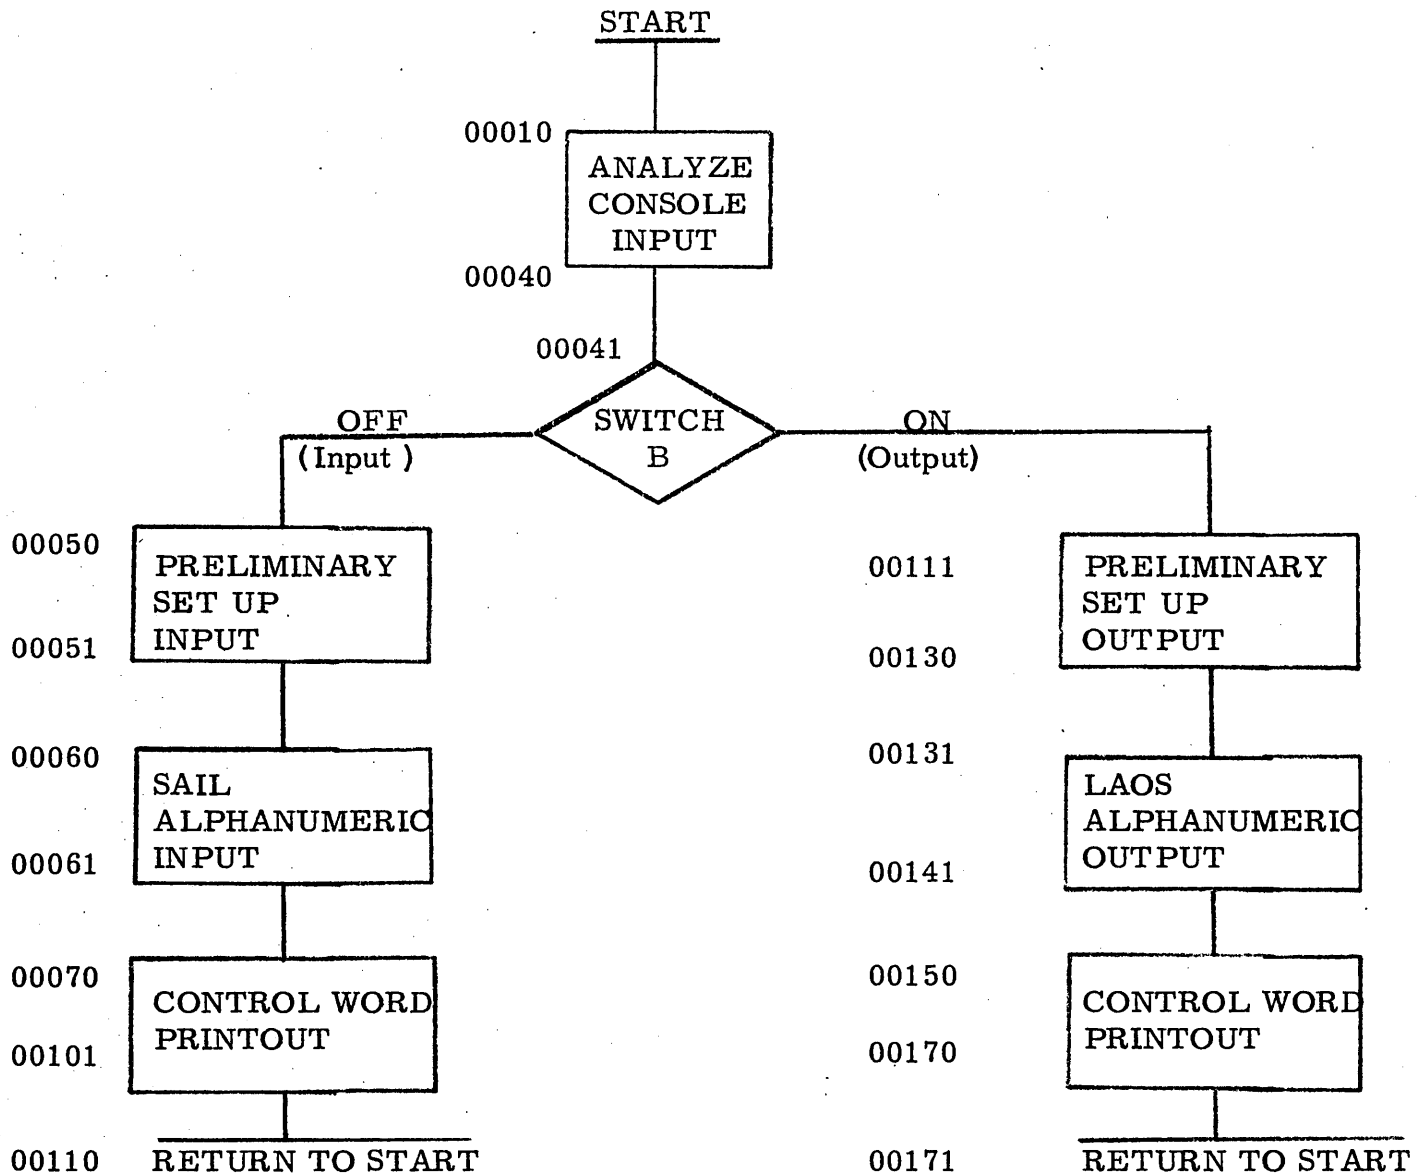 START
00010
ANALYZE
CONSOLE
INPUT
00040
00041
SWITCH
B
OFF
(Input )
ON
(Output)
00050
PRELIMINARY
SET UP
INPUT
00051
00060
SAIL
ALPHANUMERIC
INPUT
00061
00070
CONTROL WORD
PRINTOUT
00101
00110
RETURN TO START
00111
PRELIMINARY
SET UP
OUTPUT
00130
00131
LAOS
ALPHANUMERIC
OUTPUT
00141
00150
CONTROL WORD
PRINTOUT
00170
00171
RETURN TO START